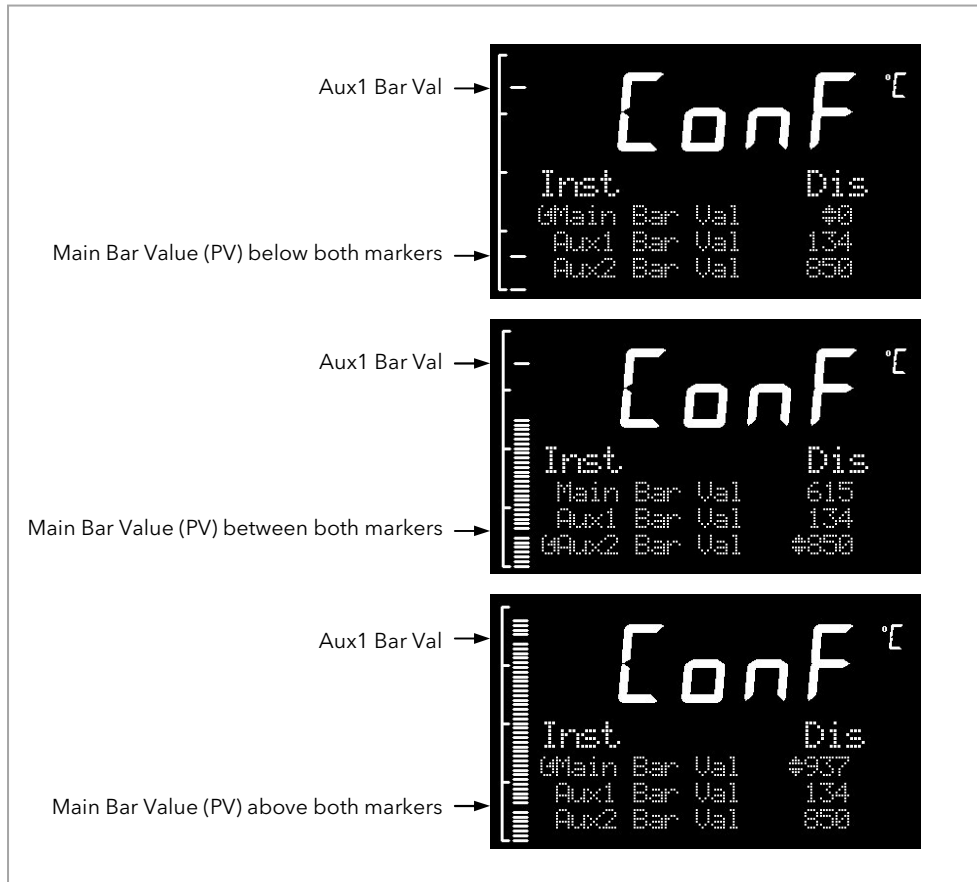 Aux1 Bar Val
ConF °C
Inst Dis
Main Bar Val 0
Main Bar Value (PV) below both markers
Aux1 Bar Val 134
Aux2 Bar Val 850
Aux1 Bar Val
ConF °C
Inst Dis
Main Bar Val 615
Main Bar Value (PV) between both markers
Aux1 Bar Val 134
Aux2 Bar Val 850
Aux1 Bar Val
ConF °C
Inst Dis
Main Bar Val 937
Main Bar Value (PV) above both markers
Aux1 Bar Val 134
Aux2 Bar Val 850